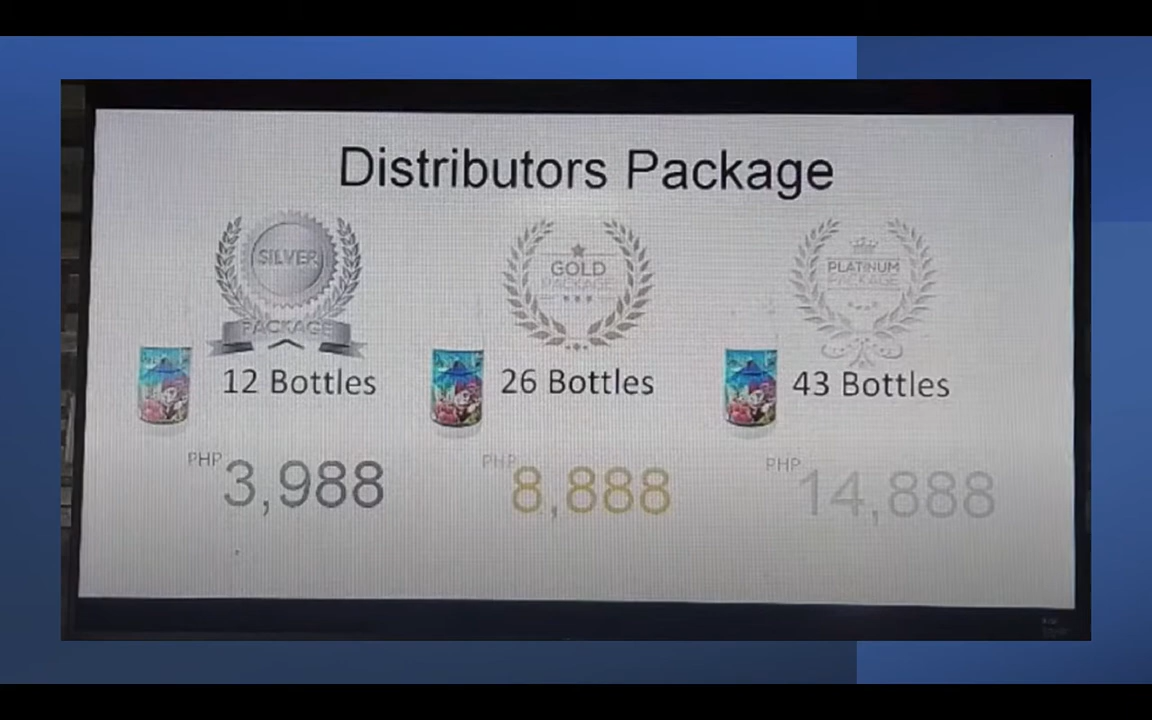 Distributors Package
SILVER
PACKAGE
GOLD
PACKAGE
PLATINUM
PACKAGE
12 Bottles
26 Bottles
43 Bottles
PHP 3,988
PHP 8,888
PHP 14,888